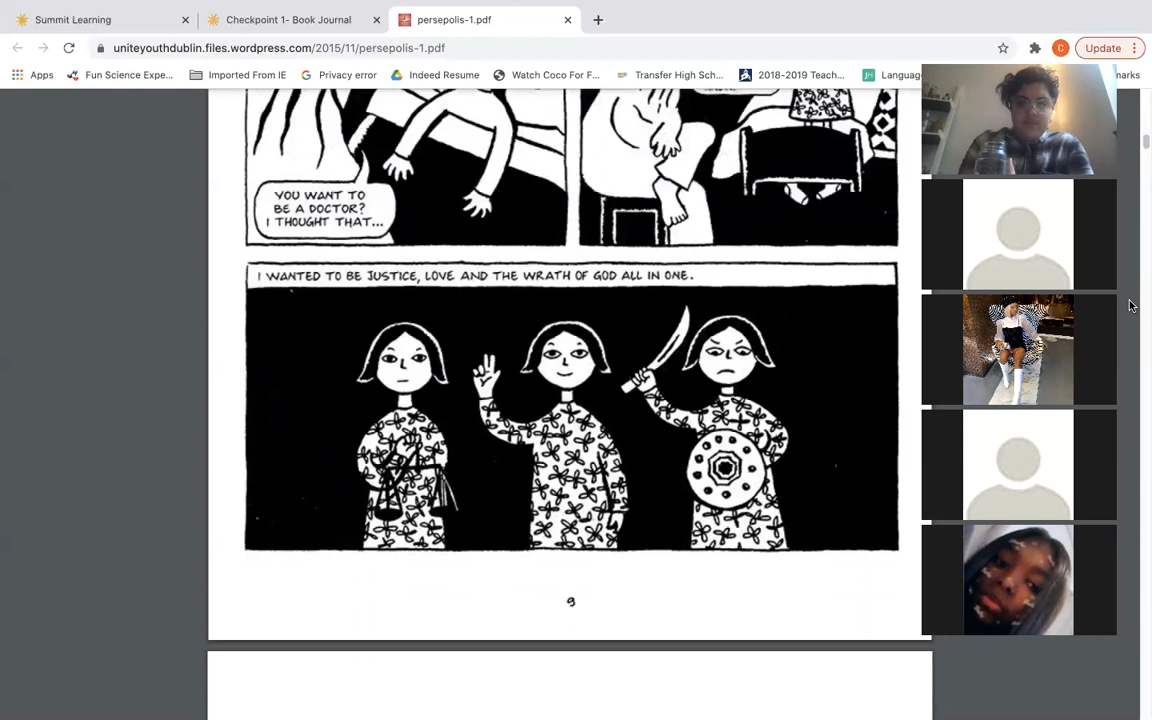 Summit Learning
Checkpoint 1- Book Journal
persepolis-1.pdf
uniteyouthdublin.files.wordpress.com/2015/11/persepolis-1.pdf
C
Update
Apps
Fun Science Expe...
Imported From IE
Privacy error
Indeed Resume
Watch Coco For F...
Transfer High Sch...
2018-2019 Teach...
JH
Language
marks
YOU WANT TO
BE A DOCTOR?
I THOUGHT THAT...
I WANTED TO BE JUSTICE, LOVE AND THE WRATH OF GOD ALL IN ONE.
9